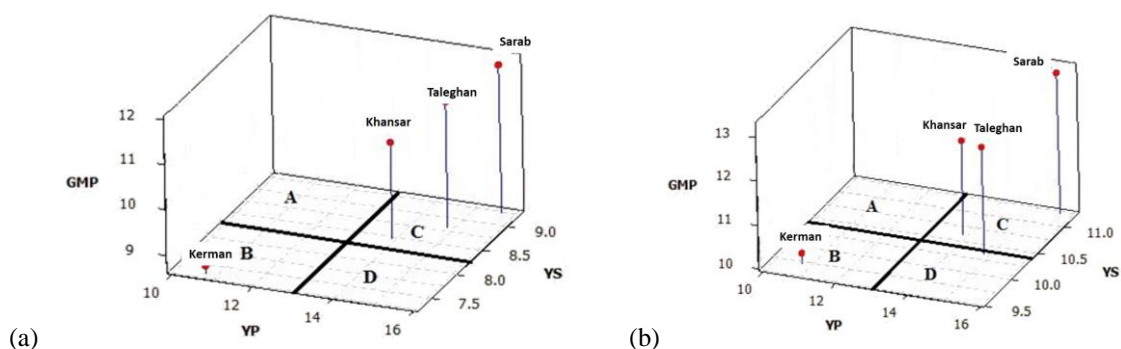 Sarab
Taleghan
Khansar
12
11
GMP
10
9
A
C
Kerman
B
D
9.0
8.5
YS
8.0
7.5
10
12
YP
14
16
(a)
Sarab
Khansar
Taleghan
13
12
GMP
11
10
A
C
Kerman
B
D
11.0
10.5
YS
10.0
9.5
10
12
YP
14
16
(b)